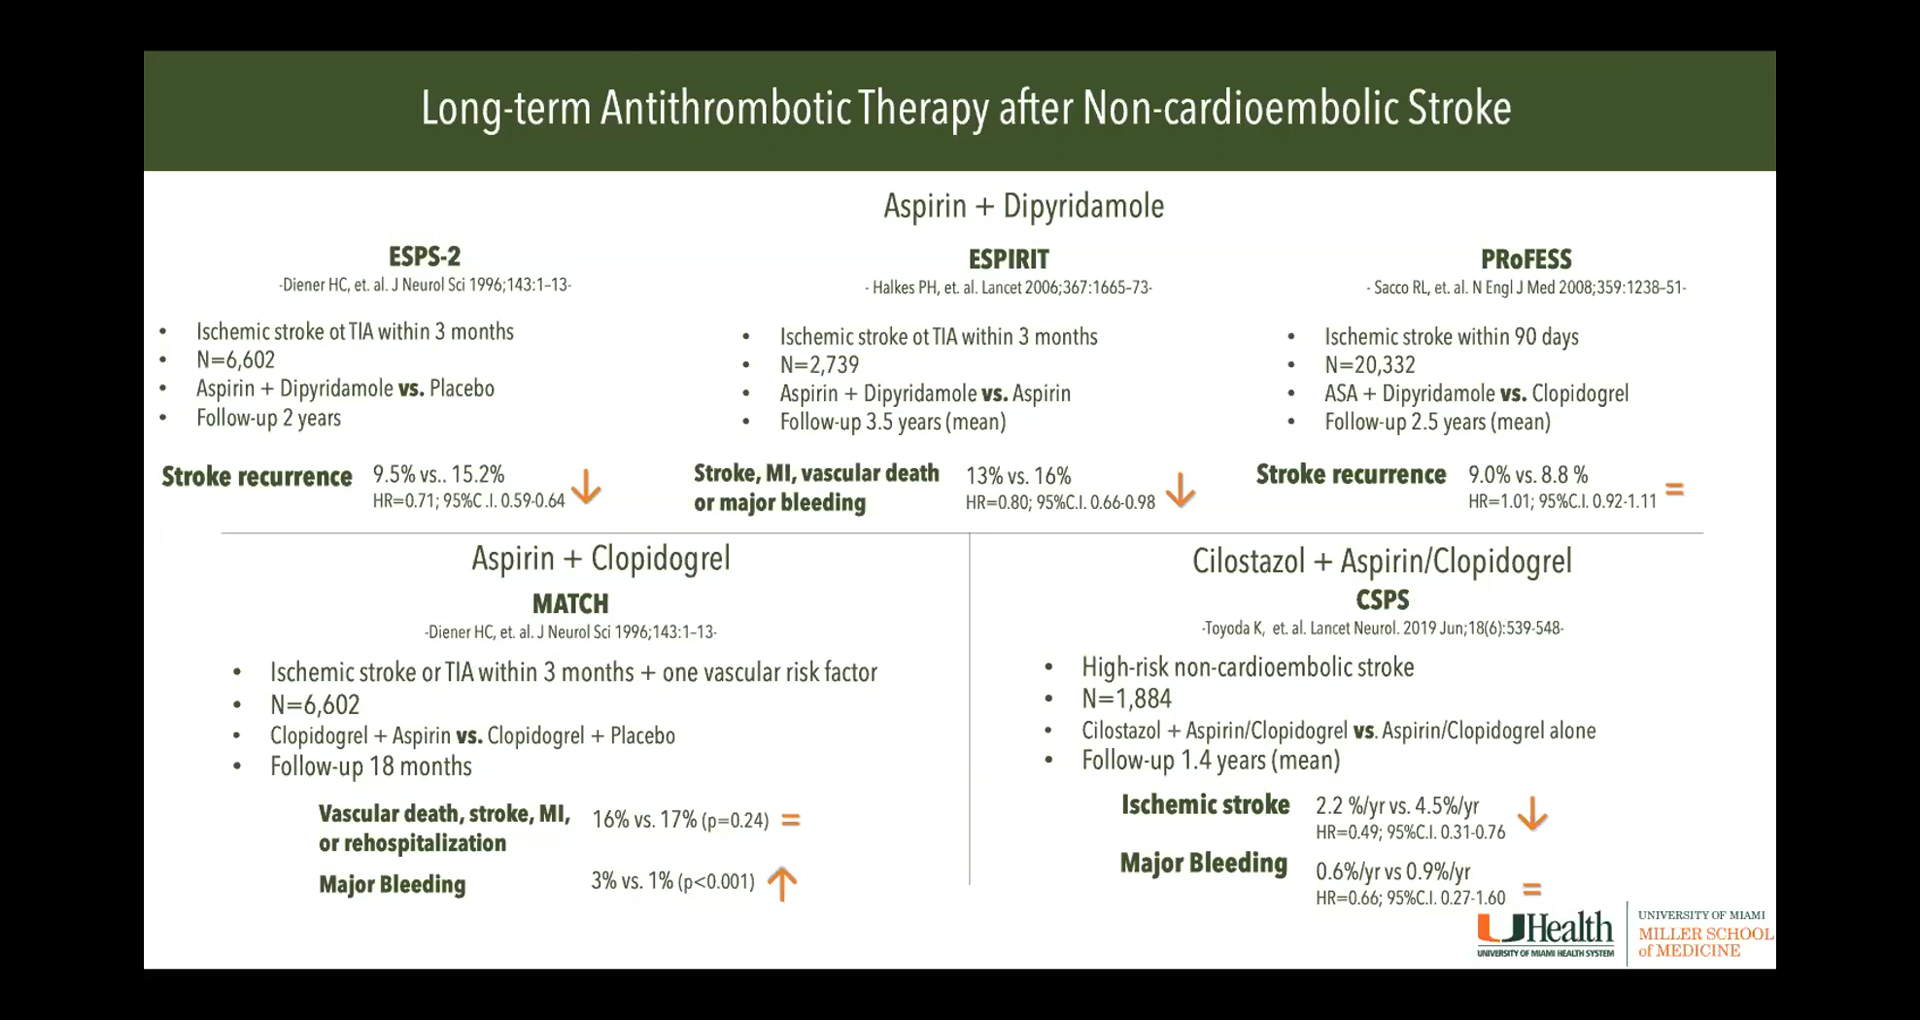 Long-term Antithrombotic Therapy after Non-cardioembolic Stroke
Aspirin + Dipyridamole
ESPS-2
-Diener HC, et. al. J Neurol Sci 1996;143:1–13-
• Ischemic stroke ot TIA within 3 months
• N=6,602
• Aspirin + Dipyridamole vs. Placebo
• Follow-up 2 years
Stroke recurrence 9.5% vs.. 15.2%
HR=0.71; 95%C .I. 0.59-0.64
↓
ESPIRIT
- Halkes PH, et. al. Lancet 2006;367:1665–73-
• Ischemic stroke ot TIA within 3 months
• N=2,739
• Aspirin + Dipyridamole vs. Aspirin
• Follow-up 3.5 years (mean)
Stroke, MI, vascular death
or major bleeding
13% vs. 16%
HR=0.80; 95%C.I. 0.66-0.98
↓
PRoFESS
- Sacco RL, et. al. N Engl J Med 2008;359:1238–51-
• Ischemic stroke within 90 days
• N=20,332
• ASA + Dipyridamole vs. Clopidogrel
• Follow-up 2.5 years (mean)
Stroke recurrence 9.0% vs. 8.8 %
HR=1.01; 95%C.I. 0.92-1.11
=
Aspirin + Clopidogrel
MATCH
-Diener HC, et. al. J Neurol Sci 1996;143:1–13-
• Ischemic stroke or TIA within 3 months + one vascular risk factor
• N=6,602
• Clopidogrel + Aspirin vs. Clopidogrel + Placebo
• Follow-up 18 months
Vascular death, stroke, MI,
or rehospitalization
16% vs. 17% (p=0.24) =
Major Bleeding 3% vs. 1% (p<0.001) ↑
Cilostazol + Aspirin/Clopidogrel
CSPS
-Toyoda K, et. al. Lancet Neurol. 2019 Jun;18(6):539-548-
• High-risk non-cardioembolic stroke
• N=1,884
• Cilostazol + Aspirin/Clopidogrel vs. Aspirin/Clopidogrel alone
• Follow-up 1.4 years (mean)
Ischemic stroke 2.2 %/yr vs. 4.5%/yr
HR=0.49; 95%C.I. 0.31-0.76
↓
Major Bleeding 0.6%/yr vs 0.9%/yr
HR=0.66; 95%C.I. 0.27-1.60
=
UHealth
UNIVERSITY OF MIAMI HEALTH SYSTEM
UNIVERSITY OF MIAMI
MILLER SCHOOL
of MEDICINE